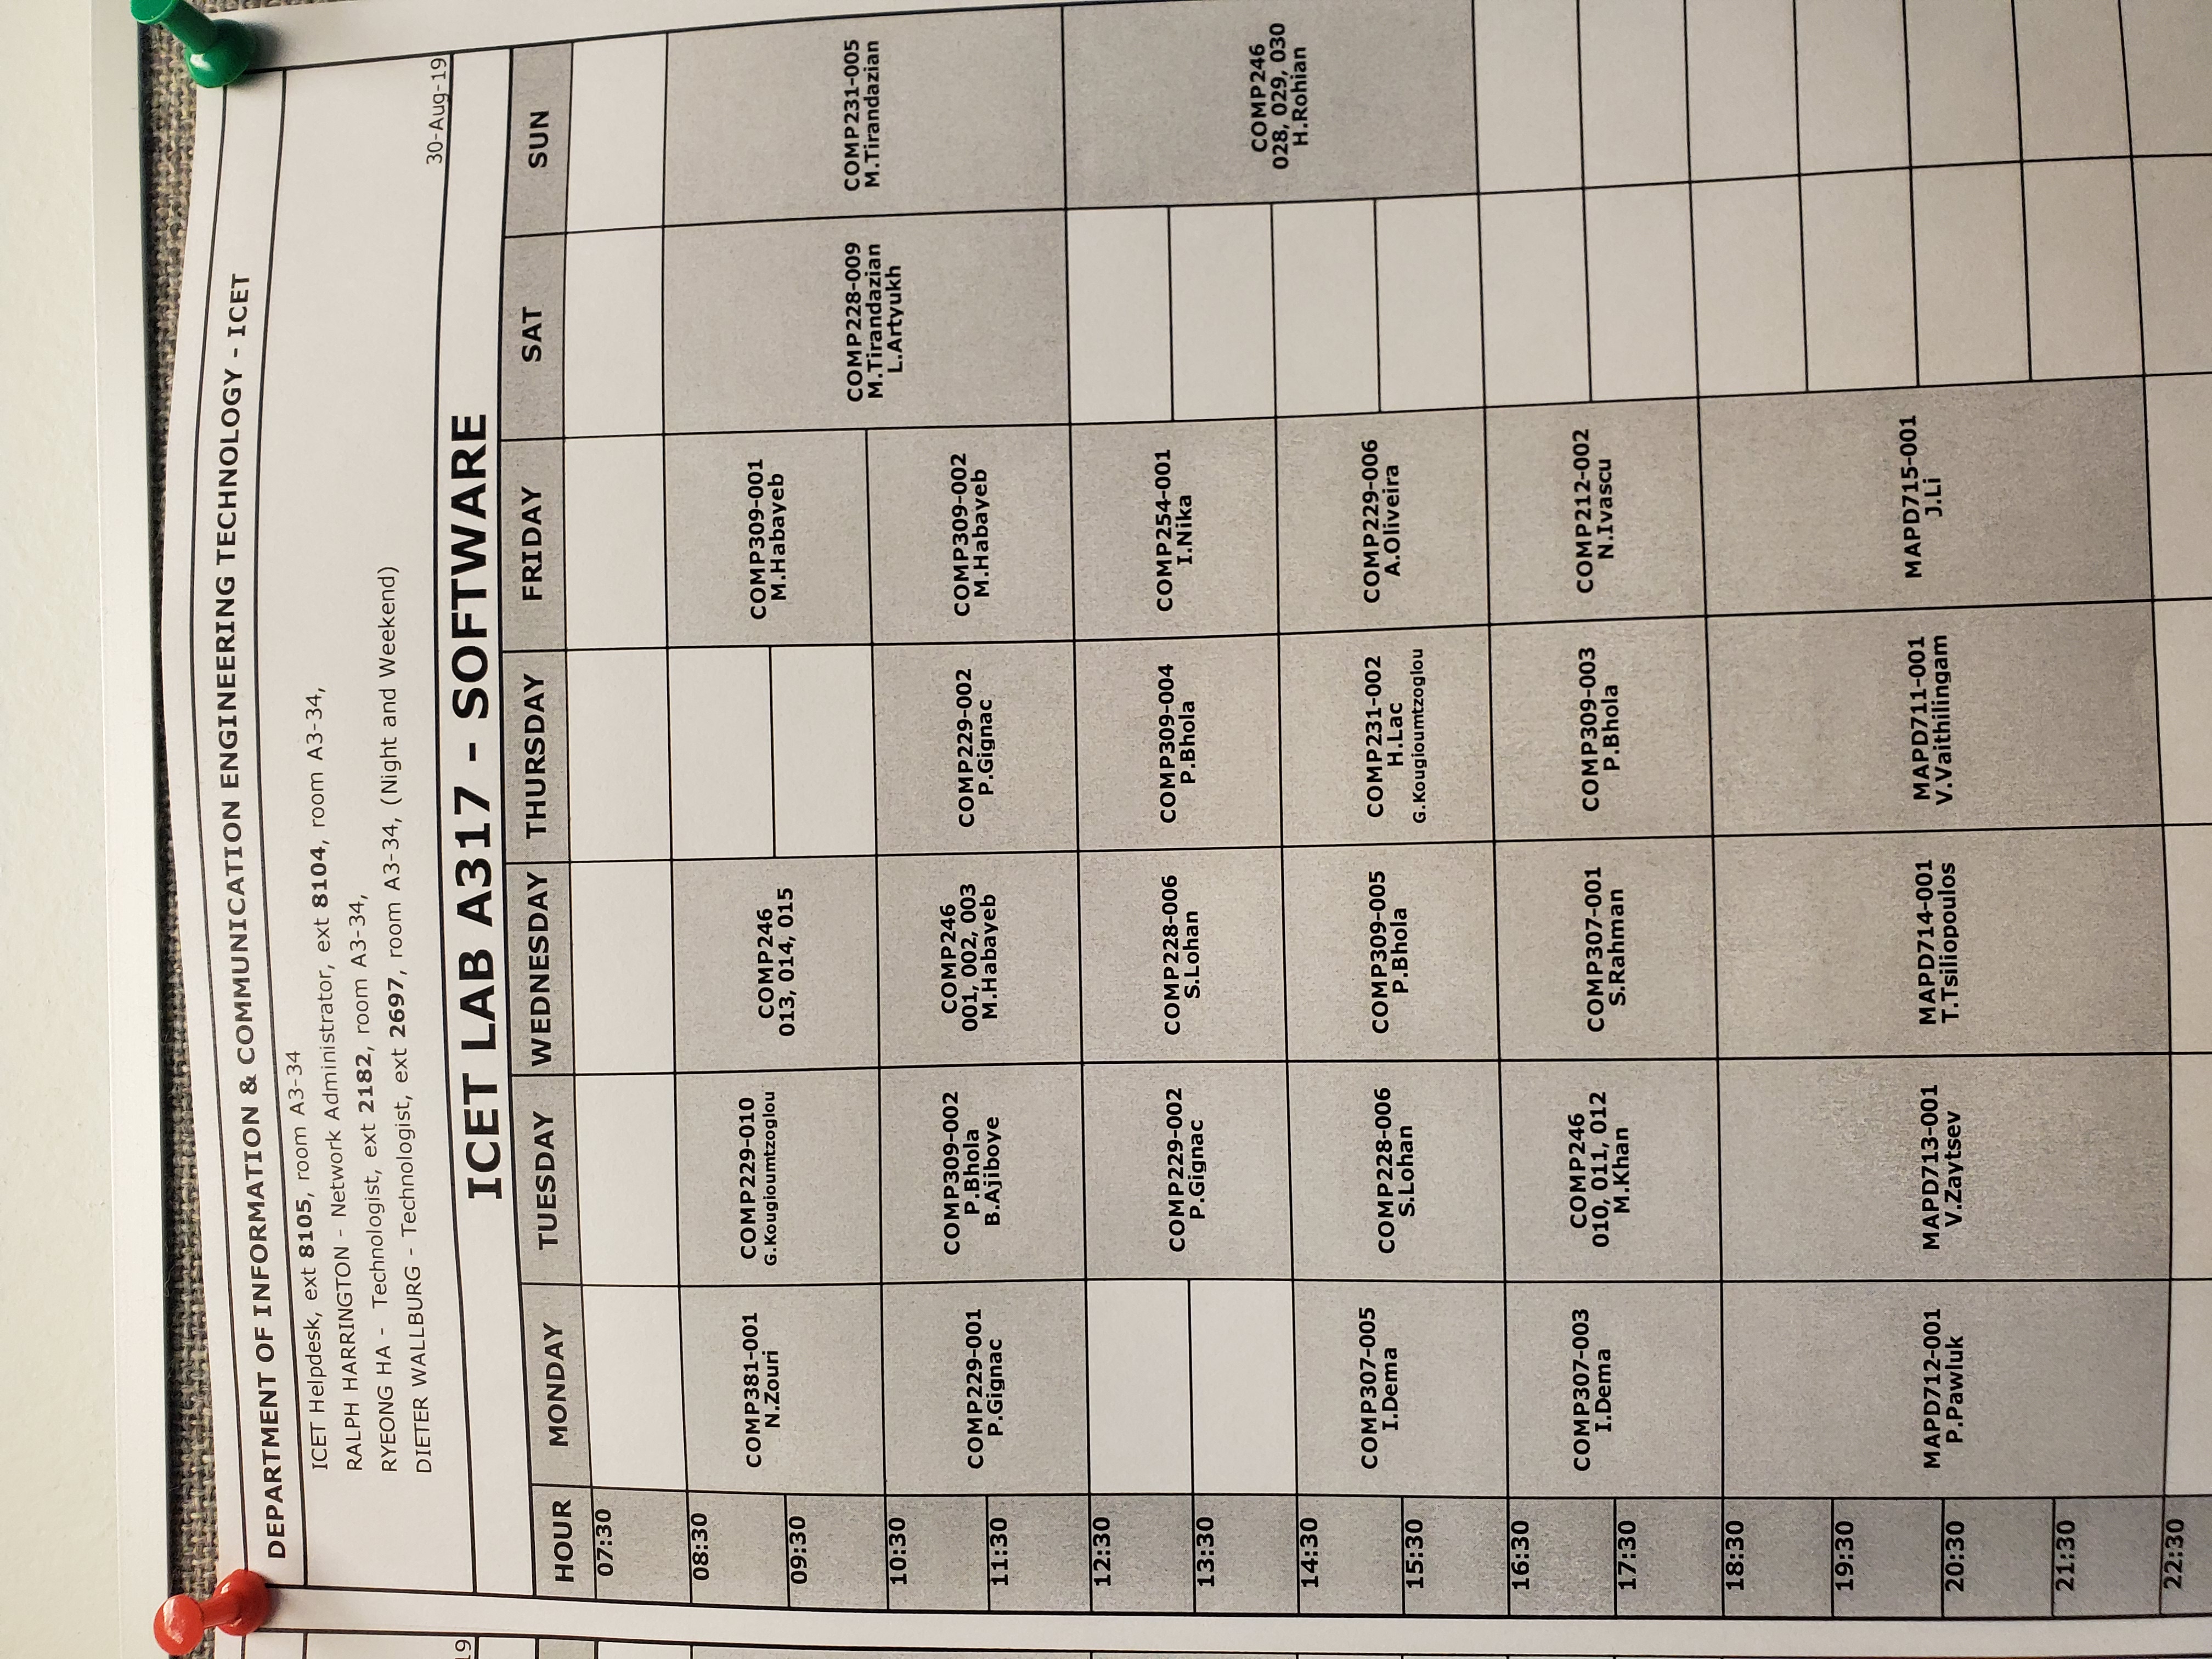 DEPARTMENT OF INFORMATION & COMMUNICATION ENGINEERING TECHNOLOGY - ICET
ICET Helpdesk, ext 8105, room A3-34
RALPH HARRINGTON - Network Administrator, ext 8104, room A3-34,
RYEONG HA - Technologist, ext 2182, room A3-34,
DIETER WALLBURG - Technologist, ext 2697, room A3-34, (Night and Weekend)
19
30-Aug-19
ICET LAB A317 - SOFTWARE
HOUR MONDAY TUESDAY WEDNESDAY THURSDAY FRIDAY SAT SUN
07:30
08:30
COMP381-001
N.Zouri
COMP229-010
G.Kougioumtzoglou
COMP246
013, 014, 015
COMP309-001
M.Habayeb
09:30
COMP228-009
M.Tirandazian
L.Artyukh
COMP231-005
M.Tirandazian
10:30
COMP229-001
P.Gignac
COMP309-002
P.Bhola
B.Ajiboye
COMP246
001, 002, 003
M.Habayeb
COMP229-002
P.Gignac
COMP309-002
M.Habayeb
11:30
12:30
COMP229-002
P.Gignac
COMP228-006
S.Lohan
COMP309-004
P.Bhola
COMP254-001
I.Nika
13:30
COMP246
028, 029, 030
H.Rohian
14:30
COMP307-005
I.Dema
COMP228-006
S.Lohan
COMP309-005
P.Bhola
COMP231-002
H.Lac
G.Kougioumtzoglou
COMP229-006
A.Oliveira
15:30
16:30
COMP307-003
I.Dema
COMP246
010, 011, 012
M.Khan
COMP307-001
S.Rahman
COMP309-003
P.Bhola
COMP212-002
N.Ivascu
17:30
18:30
19:30
MAPD712-001
P.Pawluk
MAPD713-001
V.Zaytsev
MAPD714-001
T.Tsiliopoulos
MAPD711-001
V.Vaithilingam
MAPD715-001
J.Li
20:30
21:30
22:30